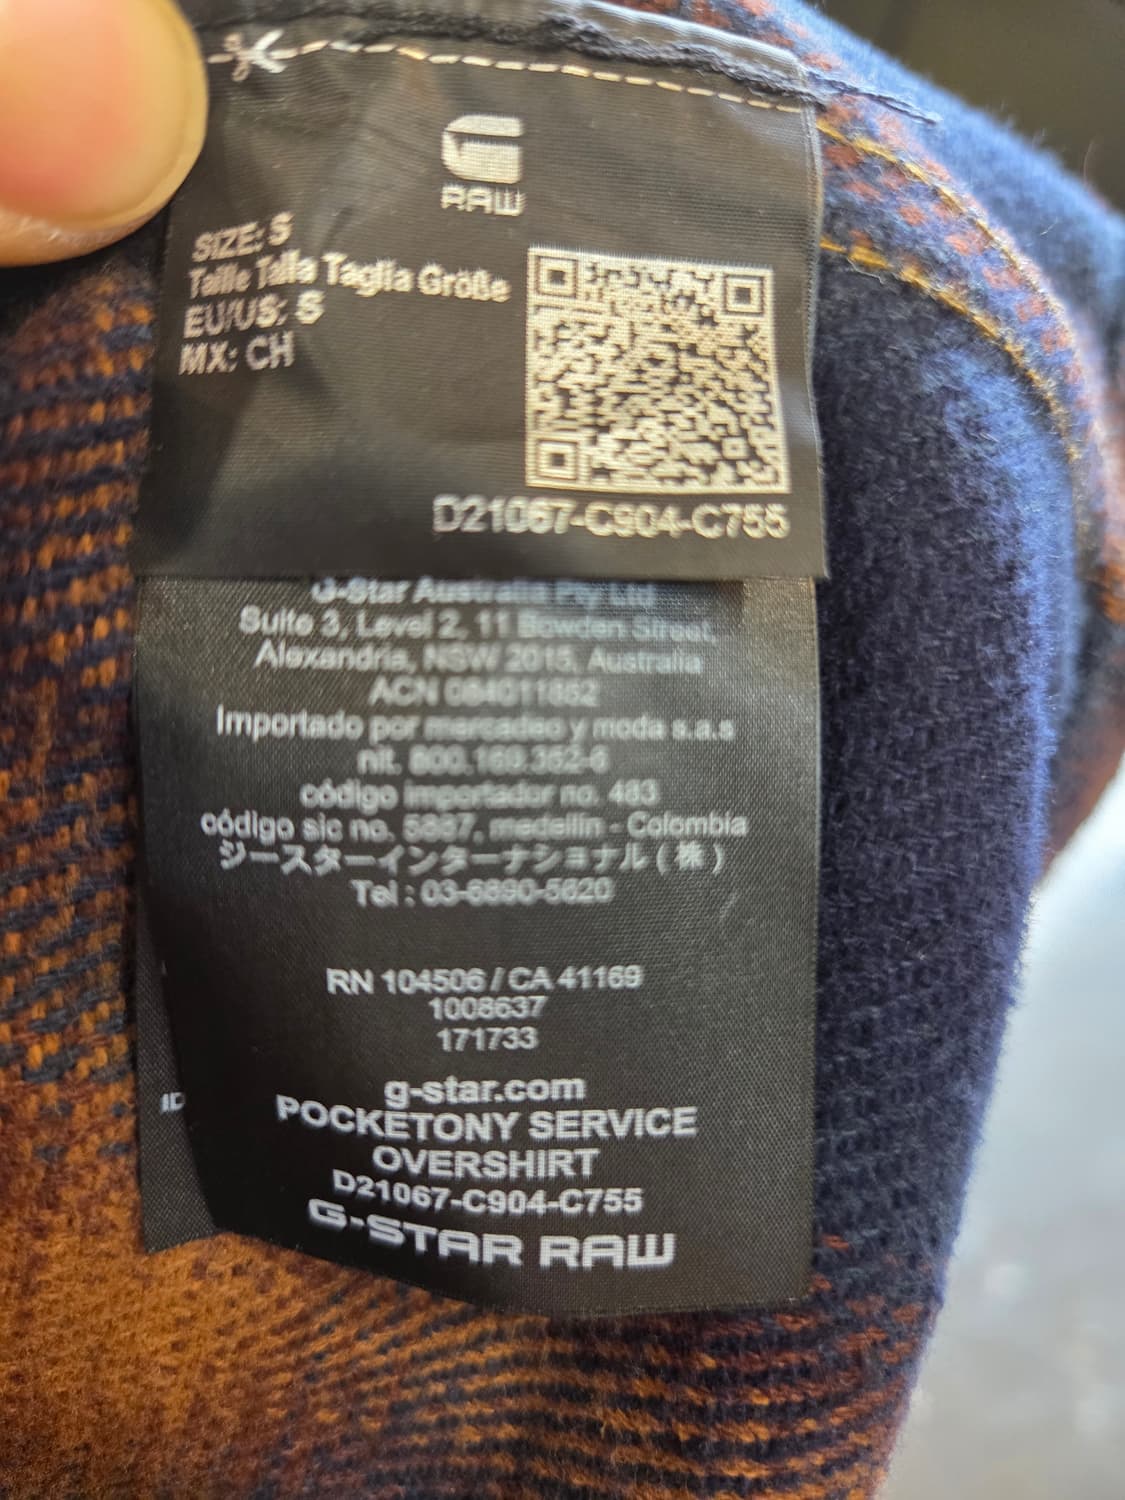 G
RAW
SIZE: S
Taille Talla Taglia Größe
EU/US: S
MX: CH
D21067-C904-C755
G-Star Australia Pty Ltd
Suite 3, Level 2, 11 Bowden Street,
Alexandria, NSW 2015, Australia
ACN 084011852
Importado por mercadeo y moda s.a.s
nit. 800.169.362-6
código importador no. 483
código sic no. 5887, medellin - Colombia
ジースターインターナショナル (株)
Tel : 03-6890-5620
RN 104506 / CA 41169
1008637
171733
ID
g-star.com
POCKETONY SERVICE
OVERSHIRT
D21067-C904-C755
G-STAR RAW